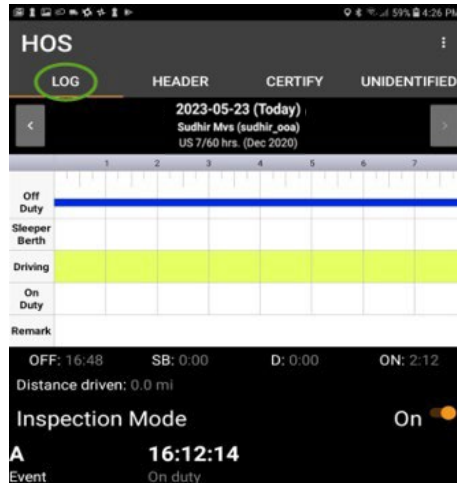 59% 4:26 PM
HOS
LOG HEADER CERTIFY UNIDENTIFIED
2023-05-23 (Today)
Sudhir Mvs (sudhir_ooa)
US 7/60 hrs. (Dec 2020)
1 2 3 4 5 6 7
Off
Duty
Sleeper
Berth
Driving
On
Duty
Remark
OFF: 16:48 SB: 0:00 D: 0:00 ON: 2:12
Distance driven: 0.0 mi
Inspection Mode On
A 16:12:14
Event On duty